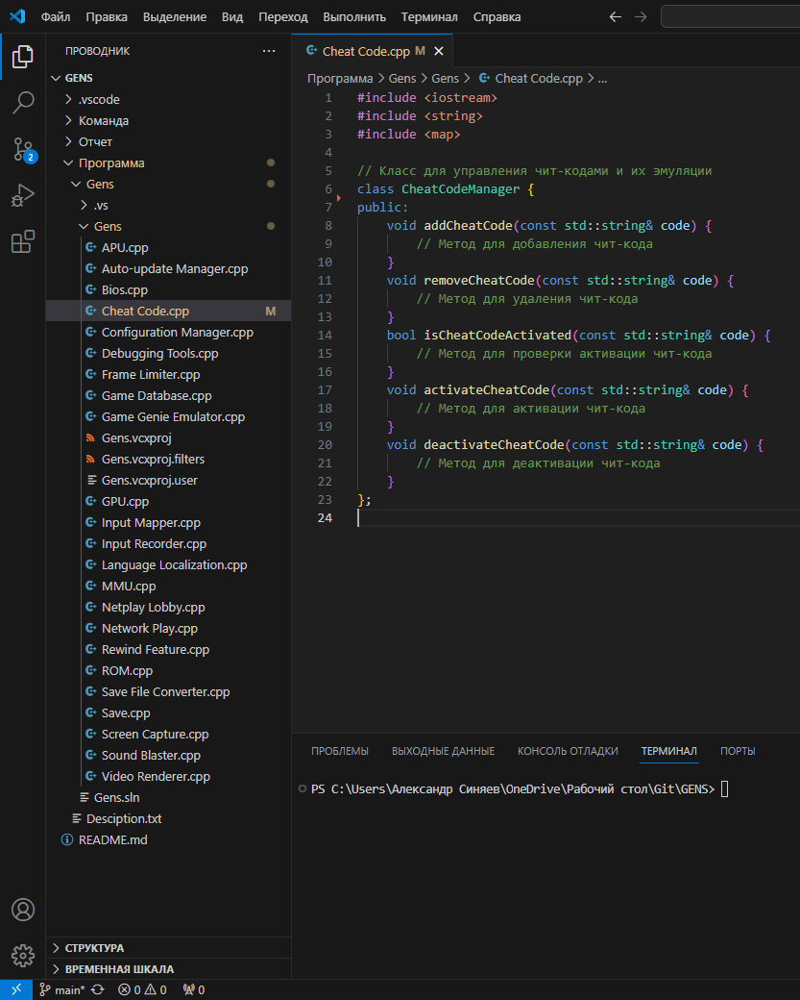 Файл Правка Выделение Вид Переход Выполнить Терминал Справка
ПРОВОДНИК
GENS
.vscode
Команда
Отчет
Программа
Gens
.vs
Gens
APU.cpp
Auto-update Manager.cpp
Bios.cpp
Cheat Code.cpp M
Configuration Manager.cpp
Debugging Tools.cpp
Frame Limiter.cpp
Game Database.cpp
Game Genie Emulator.cpp
Gens.vcxproj
Gens.vcxproj.filters
Gens.vcxproj.user
GPU.cpp
Input Mapper.cpp
Input Recorder.cpp
Language Localization.cpp
MMU.cpp
Netplay Lobby.cpp
Network Play.cpp
Rewind Feature.cpp
ROM.cpp
Save File Converter.cpp
Save.cpp
Screen Capture.cpp
Sound Blaster.cpp
Video Renderer.cpp
Gens.sln
Desciption.txt
README.md
СТРУКТУРА
ВРЕМЕННАЯ ШКАЛА
2
Cheat Code.cpp M
Программа > Gens > Gens > Cheat Code.cpp > ...
1 #include <iostream>
2 #include <string>
3 #include <map>
4
5 // Класс для управления чит-кодами и их эмуляции
6 class CheatCodeManager {
7 public:
8     void addCheatCode(const std::string& code) {
9         // Метод для добавления чит-кода
10     }
11     void removeCheatCode(const std::string& code) {
12         // Метод для удаления чит-кода
13     }
14     bool isCheatCodeActivated(const std::string& code) {
15         // Метод для проверки активации чит-кода
16     }
17     void activateCheatCode(const std::string& code) {
18         // Метод для активации чит-кода
19     }
20     void deactivateCheatCode(const std::string& code) {
21         // Метод для деактивации чит-кода
22     }
23 };
24
ПРОБЛЕМЫ ВЫХОДНЫЕ ДАННЫЕ КОНСОЛЬ ОТЛАДКИ ТЕРМИНАЛ ПОРТЫ
PS C:\Users\Александр Синяев\OneDrive\Рабочий стол\Git\GENS>
main* 0 0 0